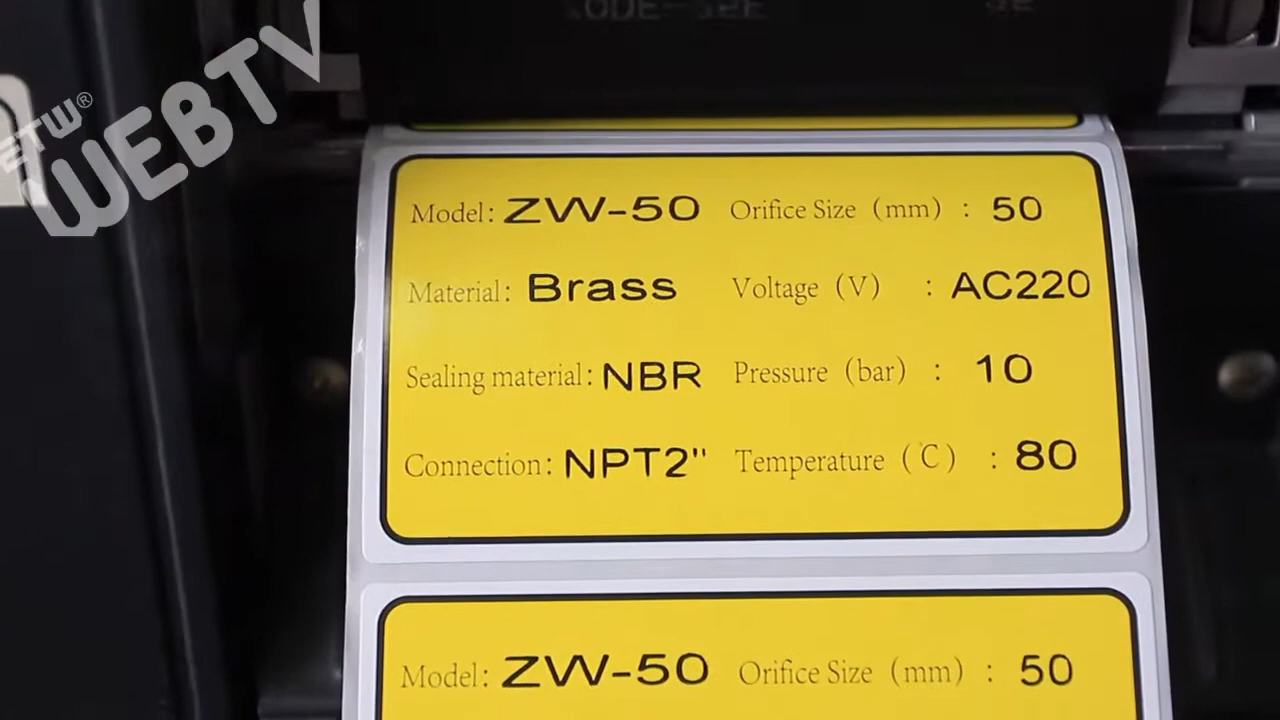 ETW®
WEBTV
Model: ZW-50 Orifice Size (mm) : 50
Material: Brass Voltage (V) : AC220
Sealing material: NBR Pressure (bar) : 10
Connection: NPT2" Temperature (℃) : 80
Model: ZW-50 Orifice Size (mm) : 50